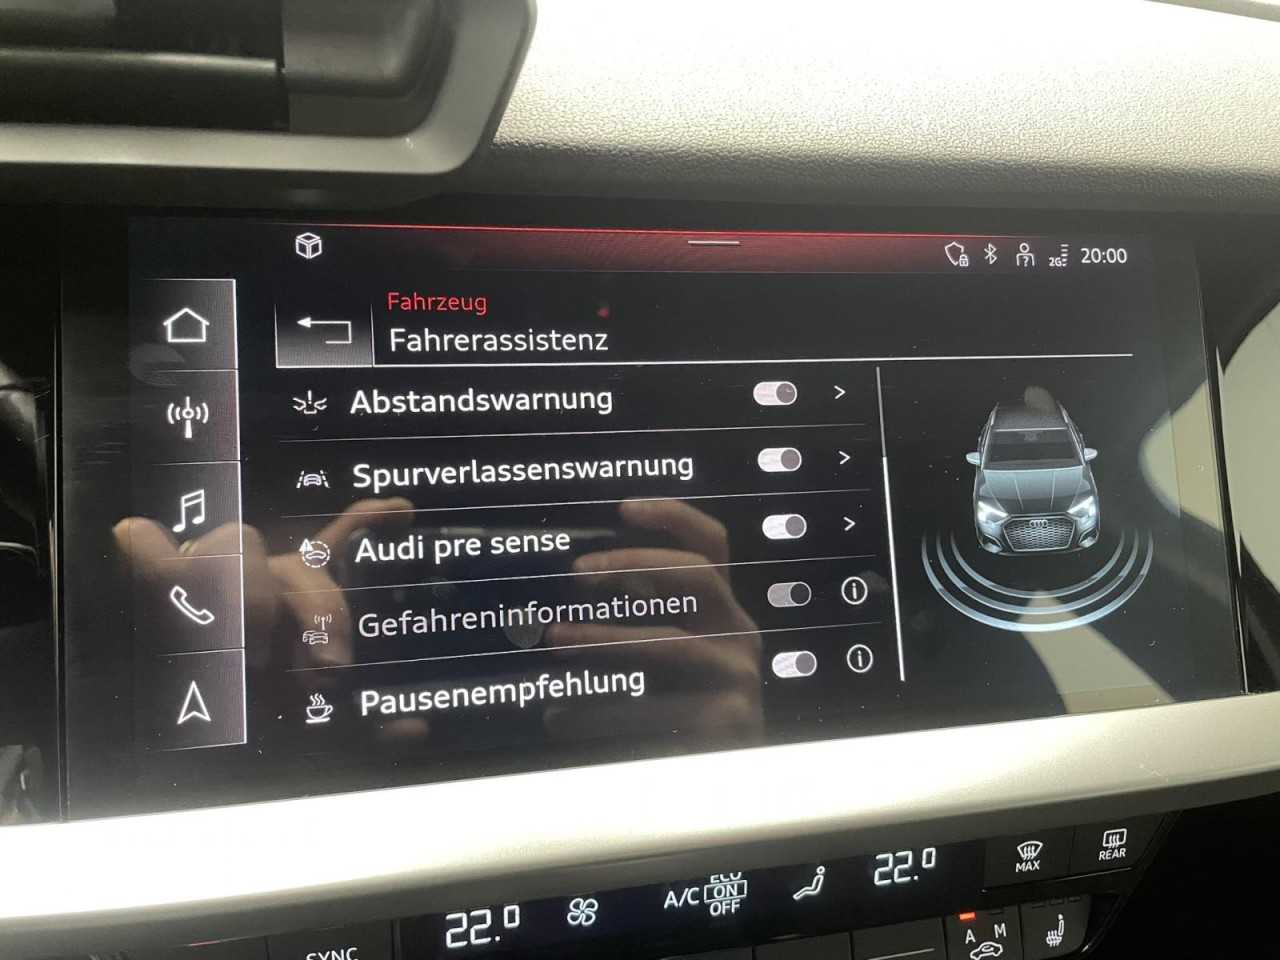 2G
20:00
Fahrzeug
Fahrerassistenz
Abstandswarnung
Spurverlassenswarnung
Audi pre sense
Gefahreninformationen
Pausenempfehlung
MAX
REAR
22.0
A/C
ECO
ON
OFF
22.0
SYNC
A
M